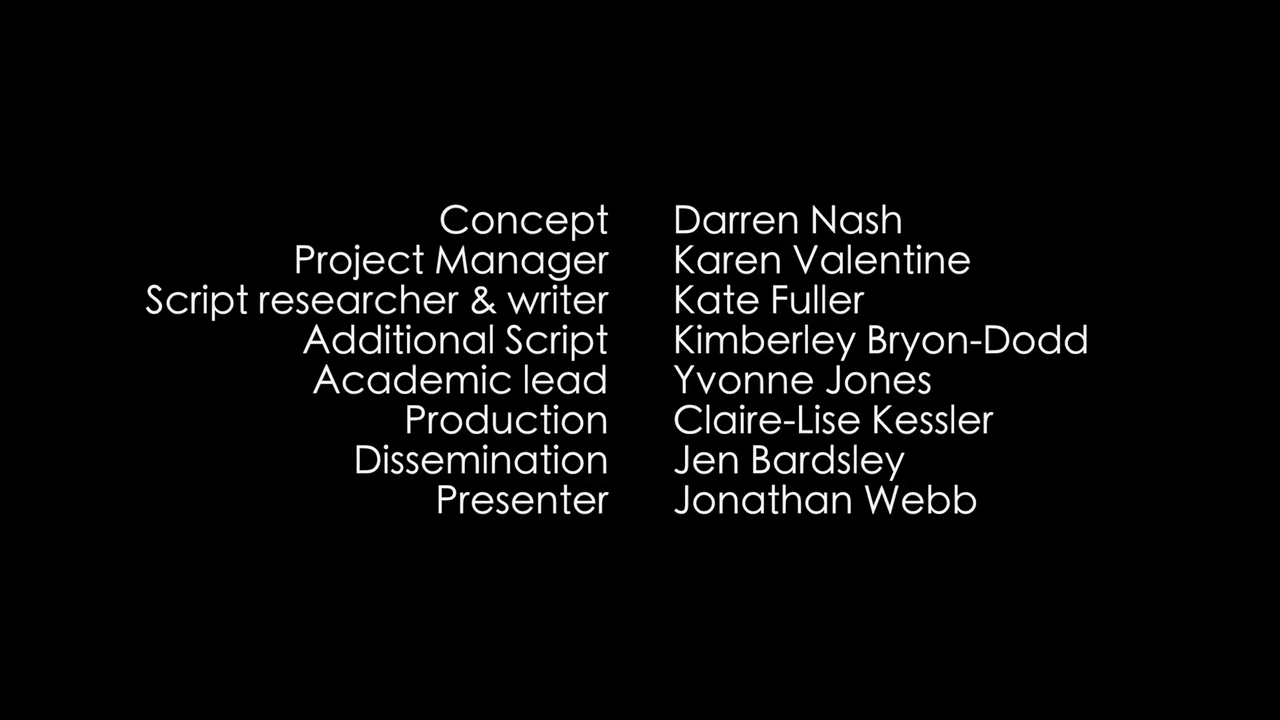 Concept Darren Nash
Project Manager Karen Valentine
Script researcher & writer Kate Fuller
Additional Script Kimberley Bryon-Dodd
Academic lead Yvonne Jones
Production Claire-Lise Kessler
Dissemination Jen Bardsley
Presenter Jonathan Webb